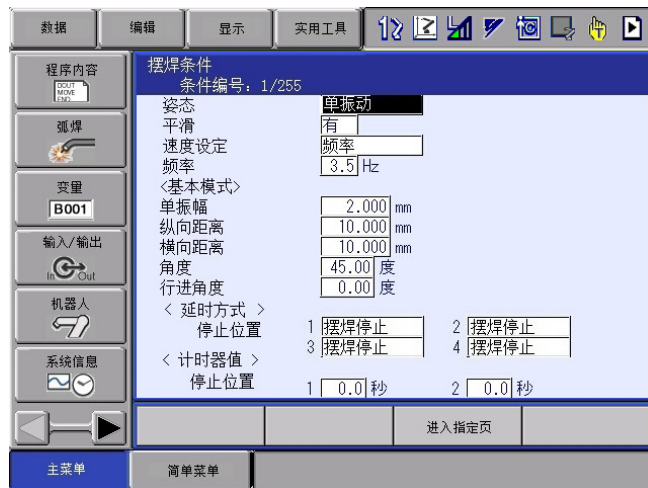 数据 编辑 显示 实用工具
程序内容
DOUT
MOVE
END
弧焊
变量
B001
输入/输出
In Out
机器人
系统信息
摆焊条件
条件编号: 1/255
姿态 单振动
平滑 有
速度设定 频率
频率 3.5 Hz
<基本模式>
单振幅 2.000 mm
纵向距离 10.000 mm
横向距离 10.000 mm
角度 45.00 度
行进角度 0.00 度
< 延时方式 >
停止位置 1 摆焊停止 2 摆焊停止
3 摆焊停止 4 摆焊停止
< 计时器值 >
停止位置 1 0.0 秒 2 0.0 秒
进入指定页
主菜单 简单菜单